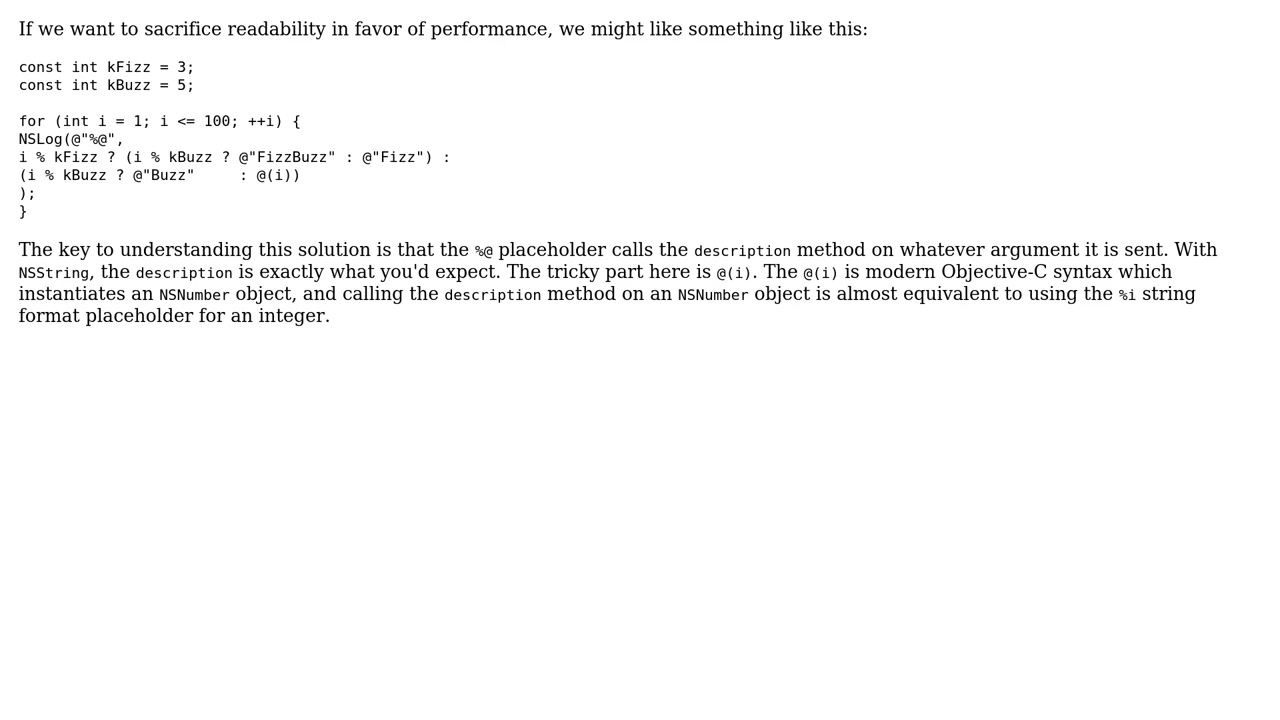 If we want to sacrifice readability in favor of performance, we might like something like this:
const int kFizz = 3;
const int kBuzz = 5;
for (int i = 1; i <= 100; ++i) {
NSLog(@"%@",
i % kFizz ? (i % kBuzz ? @"FizzBuzz" : @"Fizz") :
(i % kBuzz ? @"Buzz"     : @(i))
);
}
The key to understanding this solution is that the %@ placeholder calls the description method on whatever argument it is sent. With
NSString, the description is exactly what you'd expect. The tricky part here is @(i). The @(i) is modern Objective-C syntax which
instantiates an NSNumber object, and calling the description method on an NSNumber object is almost equivalent to using the %i string
format placeholder for an integer.